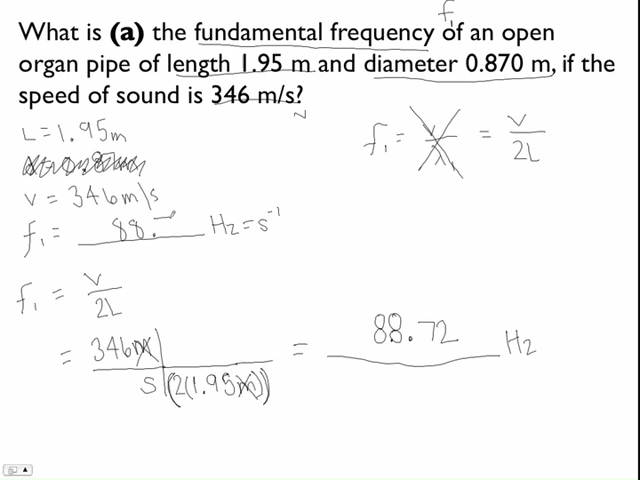 f₁
What is (a) the fundamental frequency of an open
organ pipe of length 1.95 m and diameter 0.870 m, if the
speed of sound is 346 m/s?
L = 1.95m
v = 346m/s
f₁ = 88. Hz = s⁻¹
f₁ = v/λ = v/2L
f₁ = v/2L
= 346m/s | (2(1.95m)) = 88.72 Hz